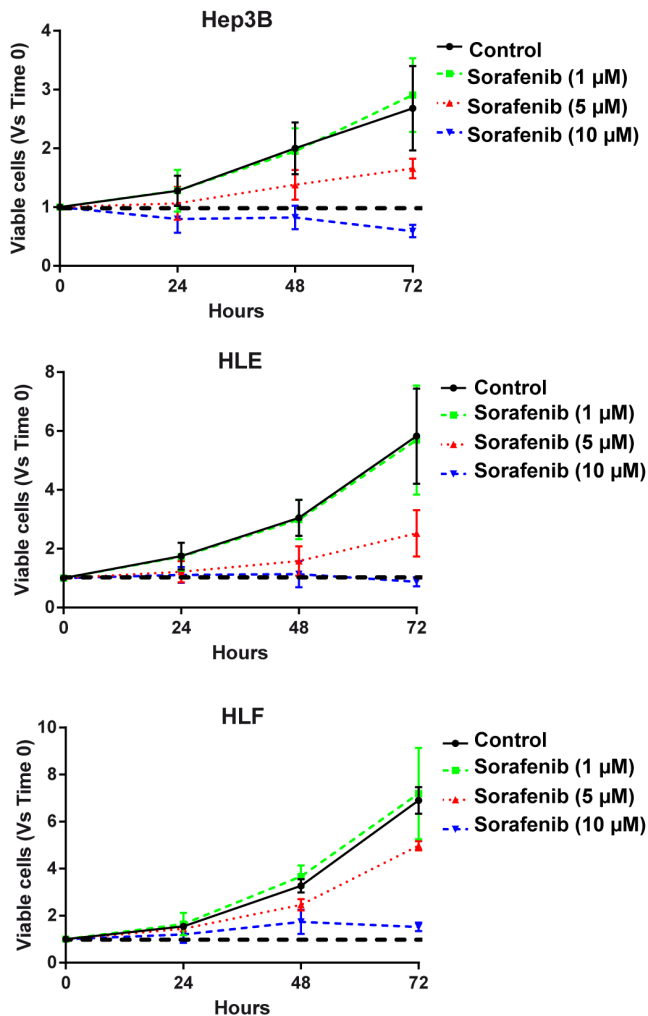 Hep3B
Viable cells (Vs Time 0)
4
3
2
1
0
0 24 48 72
Hours
Control
Sorafenib (1 µM)
Sorafenib (5 µM)
Sorafenib (10 µM)
HLE
Viable cells (Vs Time 0)
8
6
4
2
0
0 24 48 72
Hours
Control
Sorafenib (1 µM)
Sorafenib (5 µM)
Sorafenib (10 µM)
HLF
Viable cells (Vs Time 0)
10
8
6
4
2
0
0 24 48 72
Hours
Control
Sorafenib (1 µM)
Sorafenib (5 µM)
Sorafenib (10 µM)